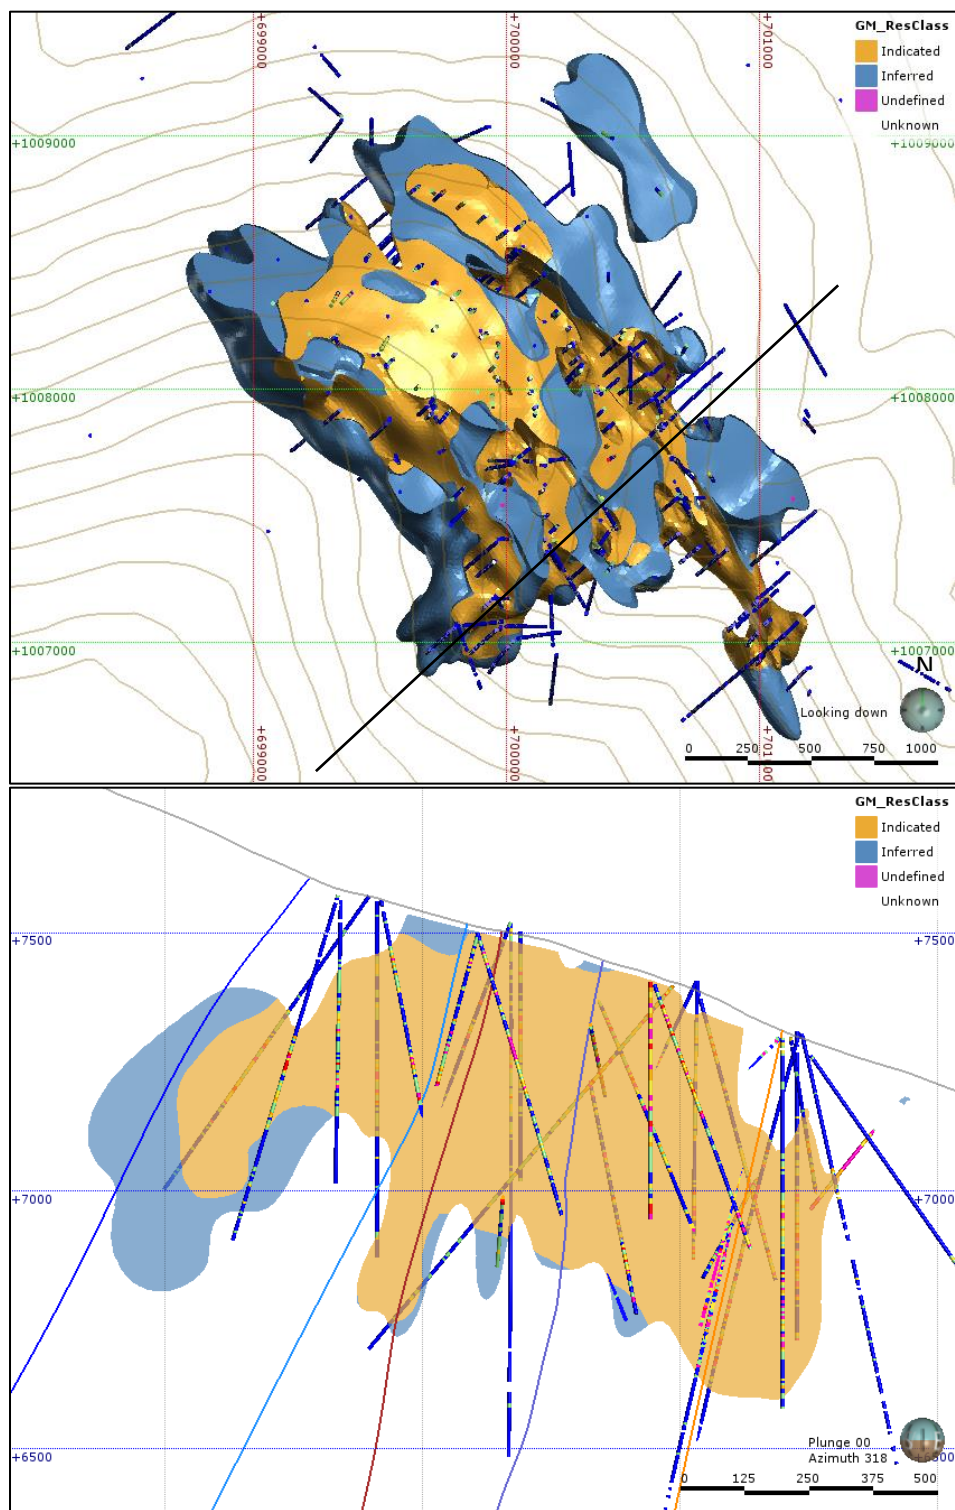 +699000
+700000
+701000
GM_ResClass
Indicated
Inferred
Undefined
Unknown
+1009000
+1009000
+1008000
+1008000
+1007000
+1007000
N
Looking down
+699000
+700000
+701000
0 250 500 750 1000
GM_ResClass
Indicated
Inferred
Undefined
Unknown
+7500
+7500
+7000
+7000
Plunge 00
Azimuth 318
+6500
+6500
0 125 250 375 500